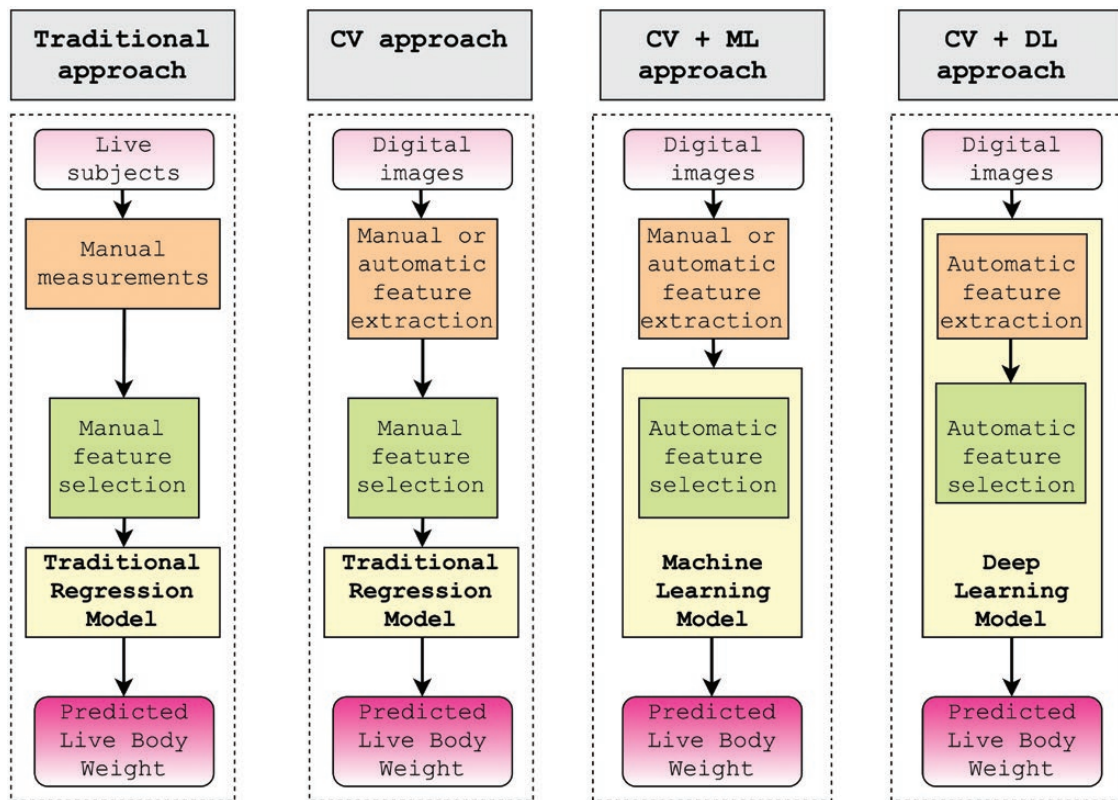 Traditional
approach
Live
subjects
Manual
measurements
Manual
feature
selection
Traditional
Regression
Model
Predicted
Live Body
Weight
CV approach
Digital
images
Manual or
automatic
feature
extraction
Manual
feature
selection
Traditional
Regression
Model
Predicted
Live Body
Weight
CV + ML
approach
Digital
images
Manual or
automatic
feature
extraction
Automatic
feature
selection
Machine
Learning
Model
Predicted
Live Body
Weight
CV + DL
approach
Digital
images
Automatic
feature
extraction
Automatic
feature
selection
Deep
Learning
Model
Predicted
Live Body
Weight